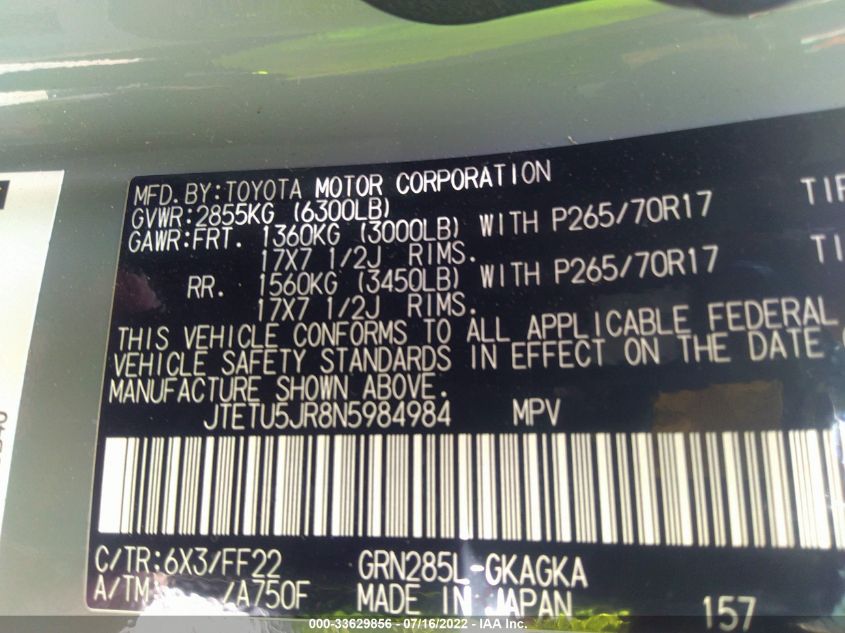 MFD.BY:TOYOTA MOTOR CORPORATION
GVWR:2855KG (6300LB)
GAWR:FRT. 1360KG (3000LB) WITH P265/70R17 TIR
17X7 1/2J RIMS.
RR. 1560KG (3450LB) WITH P265/70R17 TI
17X7 1/2J RIMS.
THIS VEHICLE CONFORMS TO ALL APPLICABLE FEDERAL
VEHICLE SAFETY STANDARDS IN EFFECT ON THE DATE
MANUFACTURE SHOWN ABOVE.
JTETU5JR8N5984984 MPV
C/TR:6X3/FF22 GRN285L-GKAGKA
A/TM: /A750F MADE IN JAPAN 157
000-33629856 - 07/16/2022 - IAA Inc.